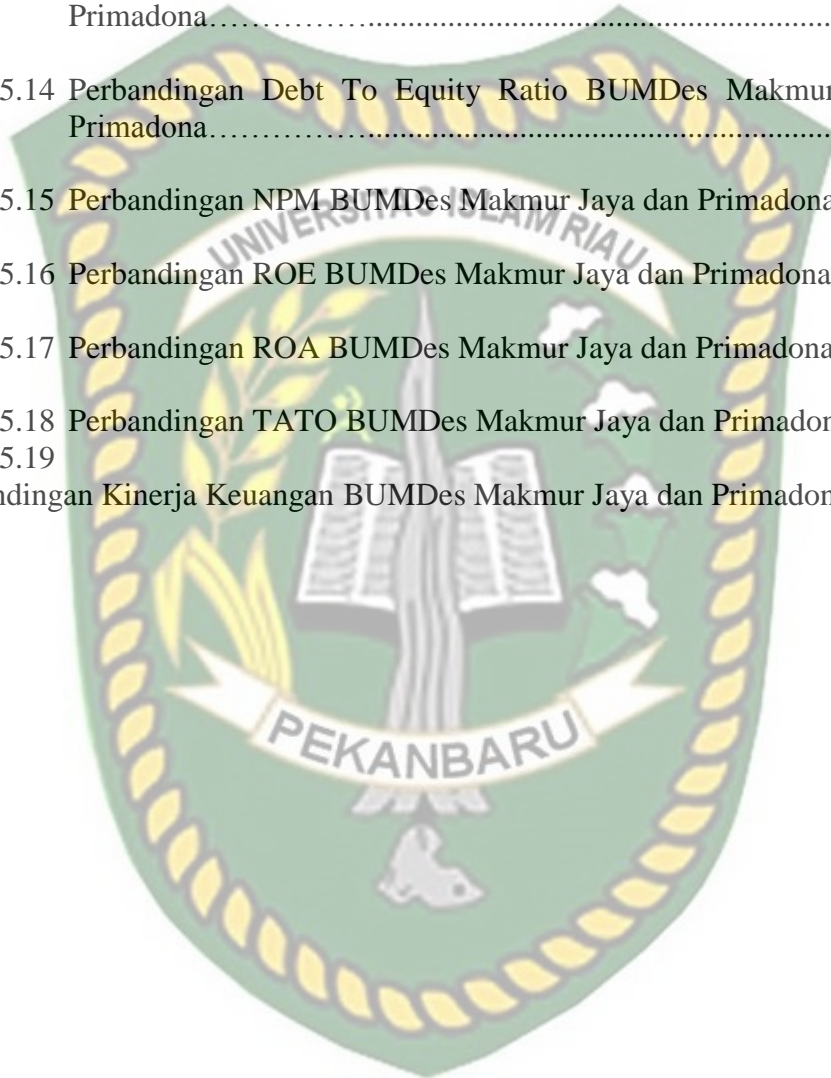 Primadona……………..............................................................
5.14 Perbandingan Debt To Equity Ratio BUMDes Makmur
Primadona……………..............................................................
5.15 Perbandingan NPM BUMDes Makmur Jaya dan Primadona
UNIVERSITAS ISLAM RIAU
5.16 Perbandingan ROE BUMDes Makmur Jaya dan Primadona
5.17 Perbandingan ROA BUMDes Makmur Jaya dan Primadona
5.18 Perbandingan TATO BUMDes Makmur Jaya dan Primadon
5.19
ndingan Kinerja Keuangan BUMDes Makmur Jaya dan Primadon
PEKANBARU